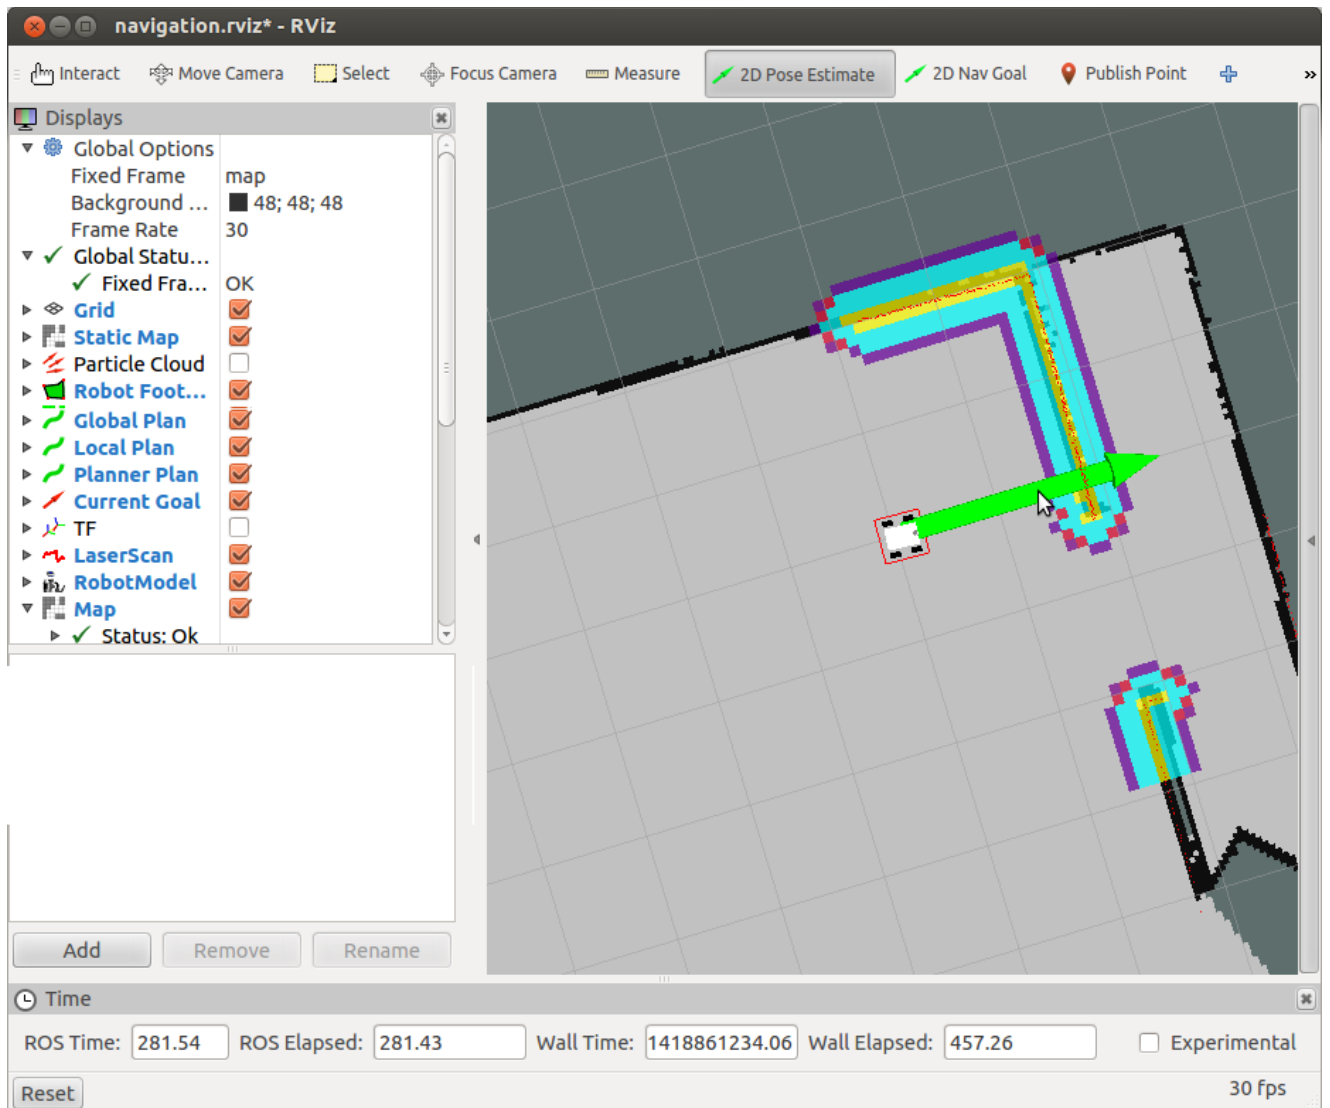 navigation.rviz* - RViz
Interact Move Camera Select Focus Camera Measure 2D Pose Estimate 2D Nav Goal Publish Point »
Displays
Global Options
Fixed Frame map
Background ... 48; 48; 48
Frame Rate 30
Global Statu...
Fixed Fra... OK
Grid
Static Map
Particle Cloud
Robot Foot...
Global Plan
Local Plan
Planner Plan
Current Goal
TF
LaserScan
RobotModel
Map
Status: Ok
Add Remove Rename
Time
ROS Time: 281.54 ROS Elapsed: 281.43 Wall Time: 1418861234.06 Wall Elapsed: 457.26 Experimental
Reset 30 fps